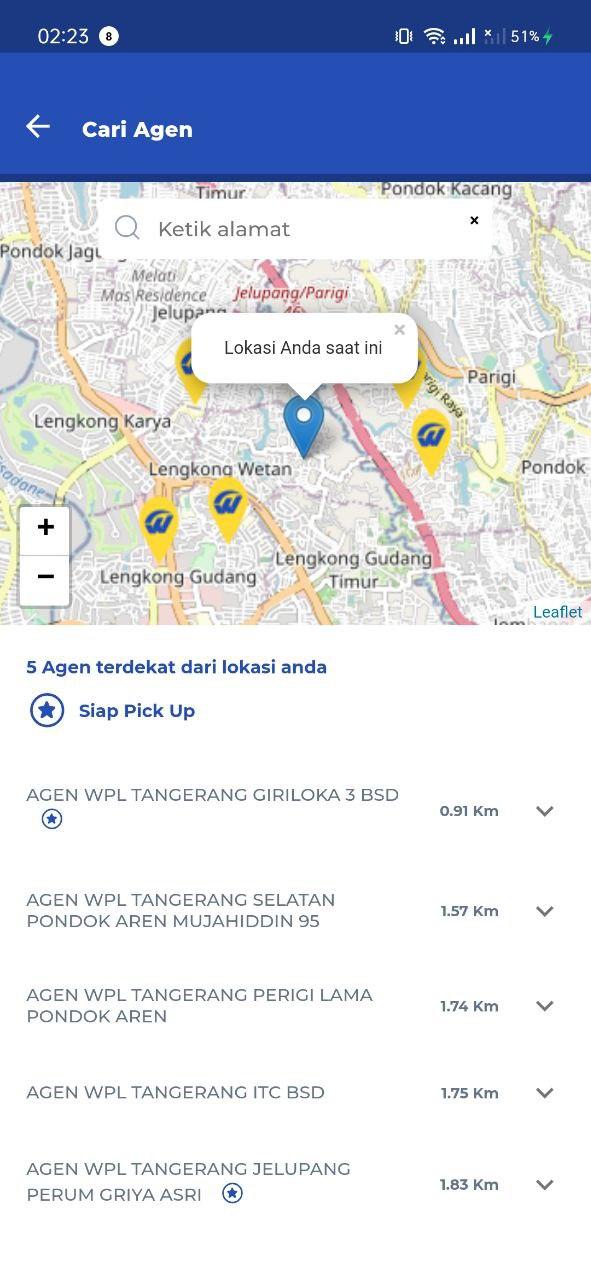 02:23 8 51%
Cari Agen
Timur
Pondok Kacang
Ketik alamat ×
Pondok Jagu
Melati
Mas Residence
Jelupang/Parigi
Jelupang
Lokasi Anda saat ini ×
Parigi
Lengkong Karya
Lengkong Wetan
Pondok
+
Lengkong Gudang
Timur
−
Lengkong Gudang
Leaflet
5 Agen terdekat dari lokasi anda
Siap Pick Up
AGEN WPL TANGERANG GIRILOKA 3 BSD
0.91 Km
AGEN WPL TANGERANG SELATAN
PONDOK AREN MUJAHIDDIN 95
1.57 Km
AGEN WPL TANGERANG PERIGI LAMA
PONDOK AREN
1.74 Km
AGEN WPL TANGERANG ITC BSD
1.75 Km
AGEN WPL TANGERANG JELUPANG
PERUM GRIYA ASRI
1.83 Km